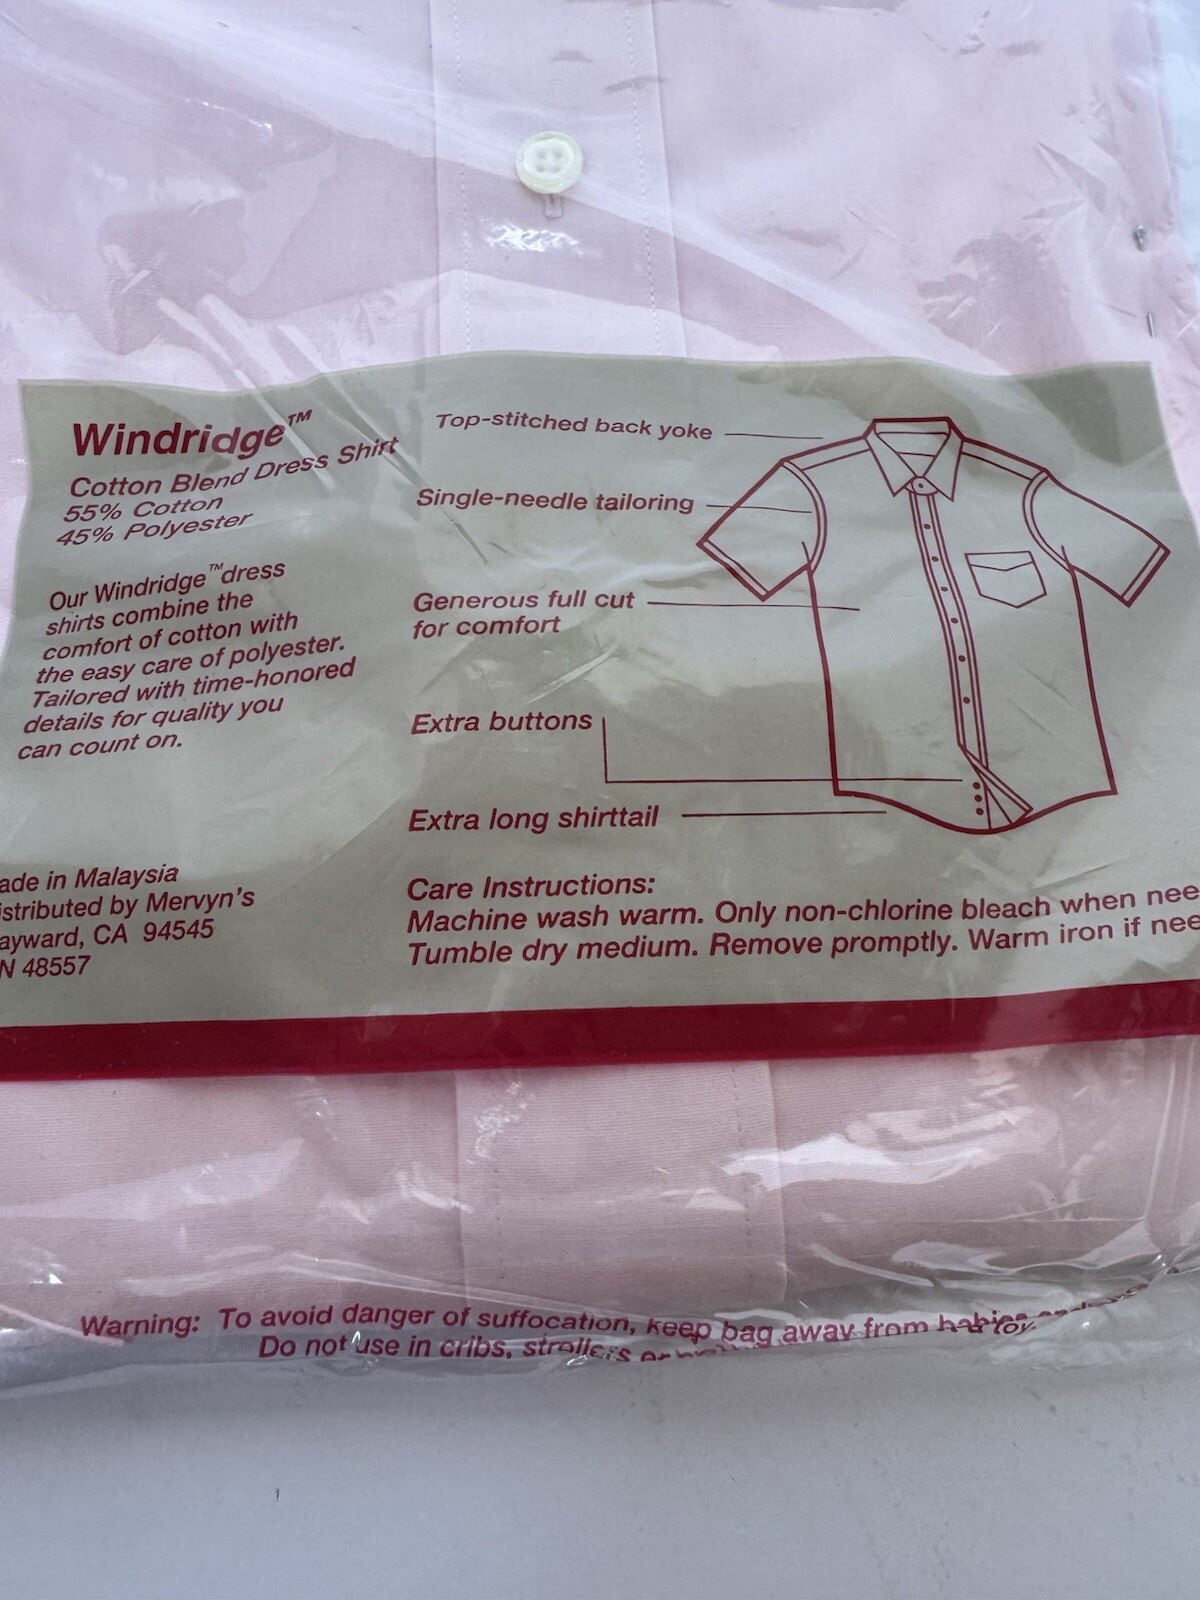 Windridge™
Cotton Blend Dress Shirt
55% Cotton
45% Polyester
Our Windridge™ dress
shirts combine the
comfort of cotton with
the easy care of polyester.
Tailored with time-honored
details for quality you
can count on.
ade in Malaysia
istributed by Mervyn's
ayward, CA 94545
N 48557
Top-stitched back yoke
Single-needle tailoring
Generous full cut
for comfort
Extra buttons
Extra long shirttail
Care Instructions:
Machine wash warm. Only non-chlorine bleach when nee
Tumble dry medium. Remove promptly. Warm iron if nee
Warning: To avoid danger of suffocation, keep bag away from babies
Do not use in cribs, strollers or